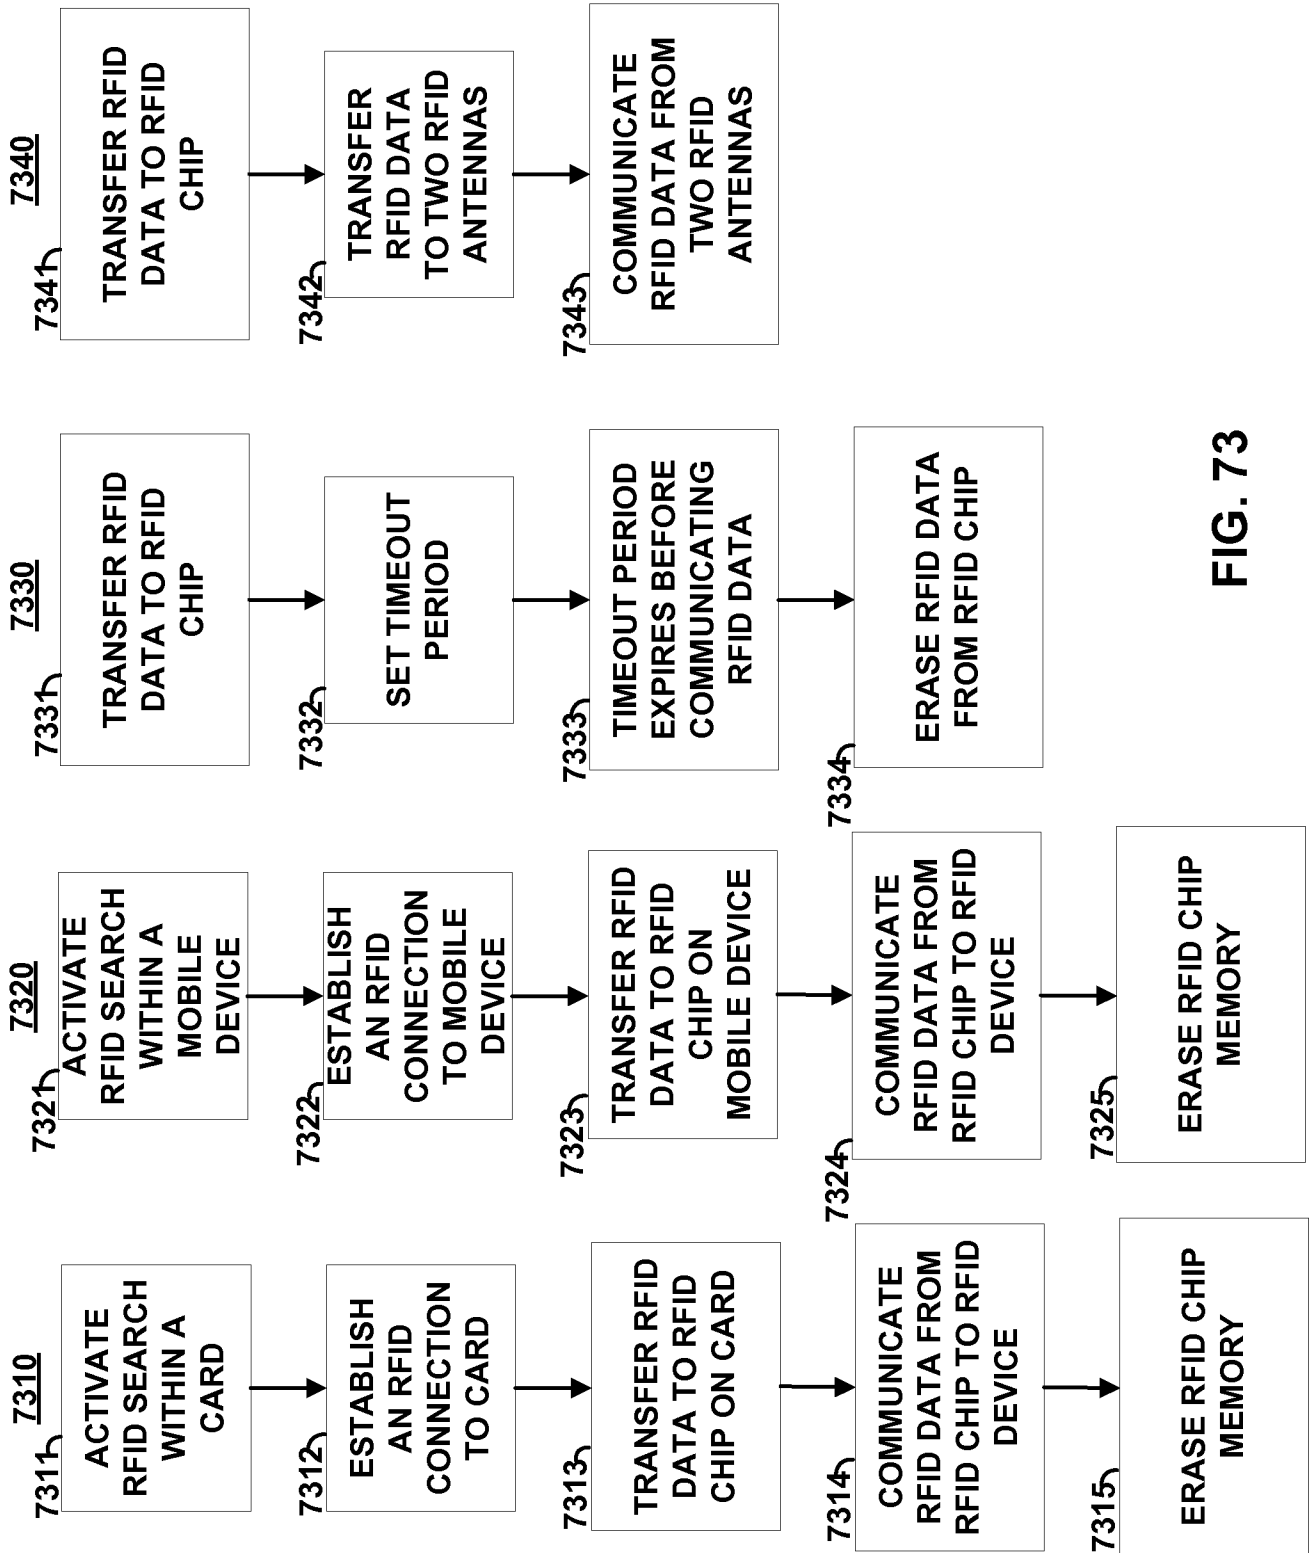 7310
7311
ACTIVATE
RFID SEARCH
WITHIN A
CARD
7312
ESTABLISH
AN RFID
CONNECTION
TO CARD
7313
TRANSFER RFID
DATA TO RFID
CHIP ON CARD
7314
COMMUNICATE
RFID DATA FROM
RFID CHIP TO RFID
DEVICE
7315
ERASE RFID CHIP
MEMORY
7320
7321
ACTIVATE
RFID SEARCH
WITHIN A
MOBILE
DEVICE
7322
ESTABLISH
AN RFID
CONNECTION
TO MOBILE
DEVICE
7323
TRANSFER RFID
DATA TO RFID
CHIP ON
MOBILE DEVICE
7324
COMMUNICATE
RFID DATA FROM
RFID CHIP TO RFID
DEVICE
7325
ERASE RFID CHIP
MEMORY
7330
7331
TRANSFER RFID
DATA TO RFID
CHIP
7332
SET TIMEOUT
PERIOD
7333
TIMEOUT PERIOD
EXPIRES BEFORE
COMMUNICATING
RFID DATA
7334
ERASE RFID DATA
FROM RFID CHIP
7340
7341
TRANSFER RFID
DATA TO RFID
CHIP
7342
TRANSFER
RFID DATA
TO TWO RFID
ANTENNAS
7343
COMMUNICATE
RFID DATA FROM
TWO RFID
ANTENNAS
FIG. 73